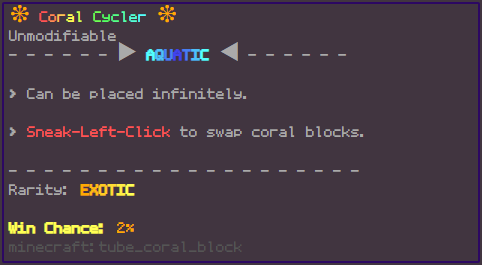 ❊ Coral Cycler ❊
Unmodifiable
- - - - - - ▶ AQUATIC ◀ - - - - - -
> Can be placed infinitely.
> Sneak-Left-Click to swap coral blocks.
- - - - - - - - - - - - - - - - - - - - -
Rarity: EXOTIC
Win Chance: 2%
minecraft:tube_coral_block